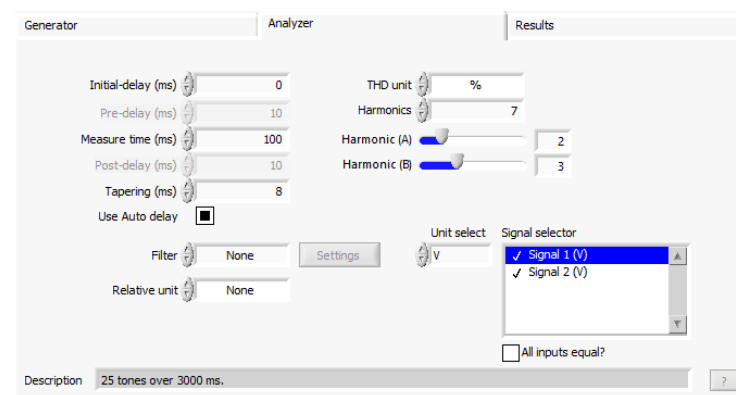 Generator Analyzer Results
Initial-delay (ms) 0 THD unit %
Pre-delay (ms) 10 Harmonics 7
Measure time (ms) 100 Harmonic (A) 2
Post-delay (ms) 10 Harmonic (B) 3
Tapering (ms) 8
Use Auto delay
Unit select Signal selector
Filter None Settings V ✓ Signal 1 (V)
✓ Signal 2 (V)
Relative unit None
All inputs equal?
Description 25 tones over 3000 ms. ?